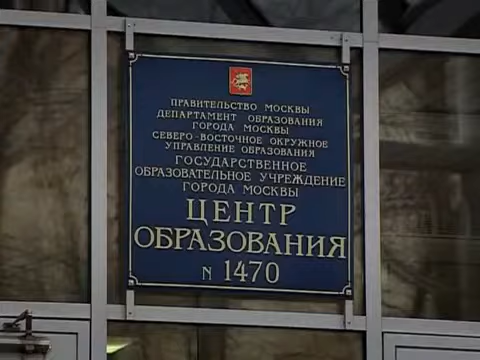 ПРАВИТЕЛЬСТВО МОСКВЫ
ДЕПАРТАМЕНТ ОБРАЗОВАНИЯ
ГОРОДА МОСКВЫ
СЕВЕРО-ВОСТОЧНОЕ ОКРУЖНОЕ
УПРАВЛЕНИЕ ОБРАЗОВАНИЯ
ГОСУДАРСТВЕННОЕ
ОБРАЗОВАТЕЛЬНОЕ УЧРЕЖДЕНИЕ
ГОРОДА МОСКВЫ
ЦЕНТР
ОБРАЗОВАНИЯ
N 1470